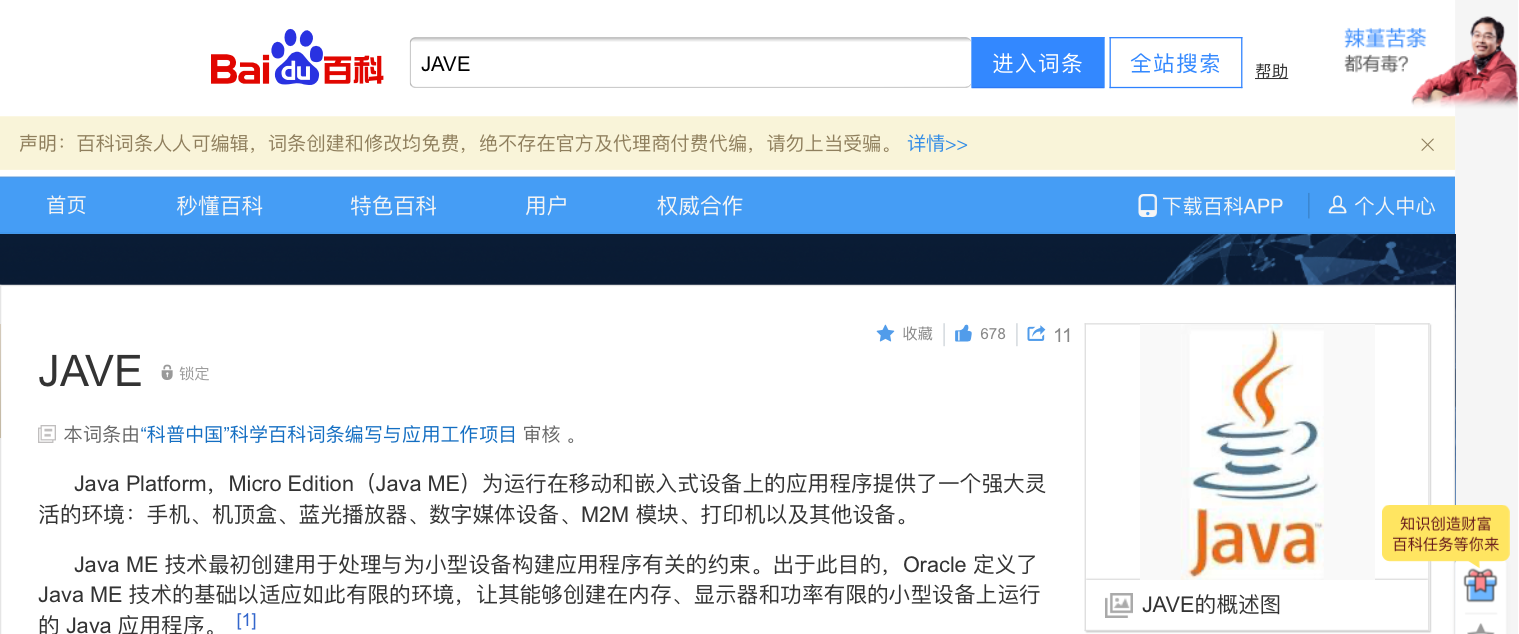 Bai du 百科
JAVE
进入词条
全站搜索
帮助
辣堇苦荼
都有毒?
声明：百科词条人人可编辑，词条创建和修改均免费，绝不存在官方及代理商付费代编，请勿上当受骗。 详情>>
首页 秒懂百科 特色百科 用户 权威合作 下载百科APP 个人中心
收藏 678 11
JAVE 锁定
本词条由“科普中国”科学百科词条编写与应用工作项目 审核 。
Java Platform，Micro Edition（Java ME）为运行在移动和嵌入式设备上的应用程序提供了一个强大灵
活的环境：手机、机顶盒、蓝光播放器、数字媒体设备、M2M 模块、打印机以及其他设备。
Java ME 技术最初创建用于处理与为小型设备构建应用程序有关的约束。出于此目的，Oracle 定义了
Java ME 技术的基础以适应如此有限的环境，让其能够创建在内存、显示器和功率有限的小型设备上运行
的 Java 应用程序。 [1]
Java™
JAVE的概述图
知识创造财富
百科任务等你来